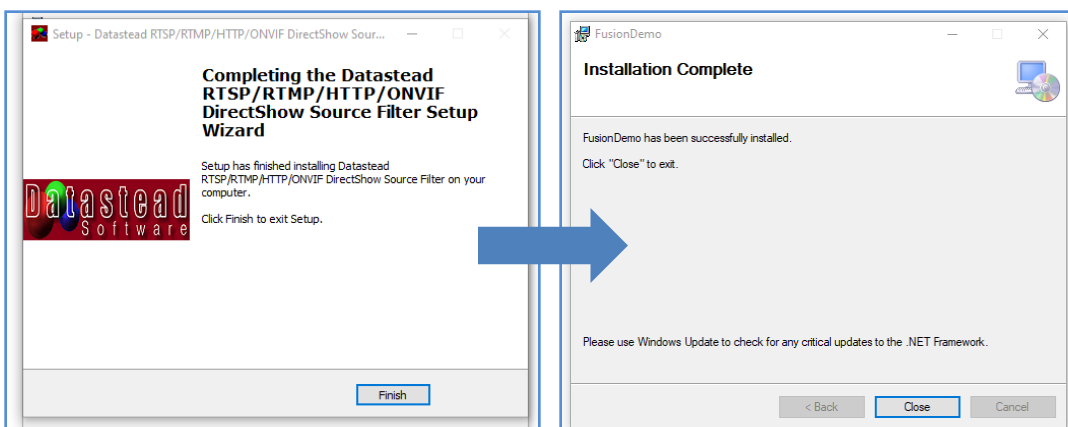 Setup - Datastead RTSP/RTMP/HTTP/ONVIF DirectShow Sour...
Completing the Datastead
RTSP/RTMP/HTTP/ONVIF
DirectShow Source Filter Setup
Wizard
Setup has finished installing Datastead
RTSP/RTMP/HTTP/ONVIF DirectShow Source Filter on your
computer.
Click Finish to exit Setup.
Datastead
Software
Finish
FusionDemo
Installation Complete
FusionDemo has been successfully installed.
Click "Close" to exit.
Please use Windows Update to check for any critical updates to the .NET Framework.
< Back
Close
Cancel